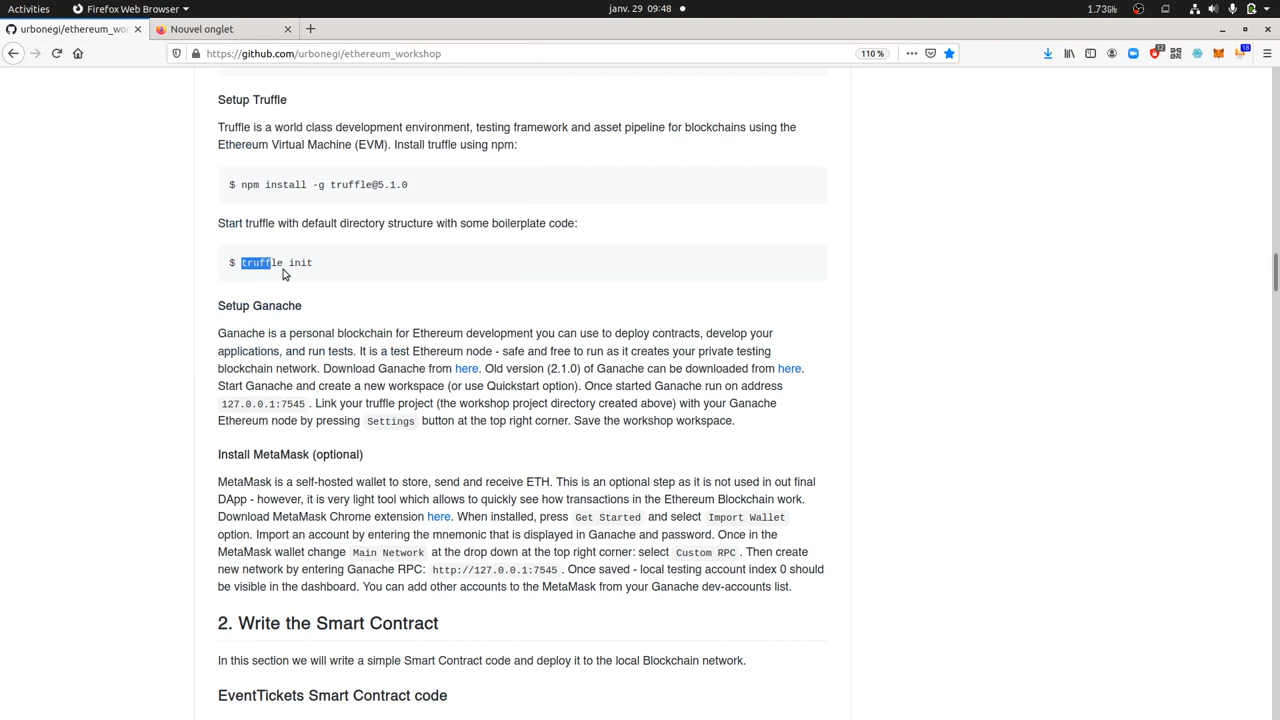 Activities
Firefox Web Browser
janv. 29 09:48
1.73GHz
urbonegi/ethereum_wo
Nouvel onglet
https://github.com/urbonegi/ethereum_workshop
110 %
Setup Truffle
Truffle is a world class development environment, testing framework and asset pipeline for blockchains using the
Ethereum Virtual Machine (EVM). Install truffle using npm:
$ npm install -g truffle@5.1.0
Start truffle with default directory structure with some boilerplate code:
$ truffle init
Setup Ganache
Ganache is a personal blockchain for Ethereum development you can use to deploy contracts, develop your
applications, and run tests. It is a test Ethereum node - safe and free to run as it creates your private testing
blockchain network. Download Ganache from here. Old version (2.1.0) of Ganache can be downloaded from here.
Start Ganache and create a new workspace (or use Quickstart option). Once started Ganache run on address
127.0.0.1:7545 . Link your truffle project (the workshop project directory created above) with your Ganache
Ethereum node by pressing Settings button at the top right corner. Save the workshop workspace.
Install MetaMask (optional)
MetaMask is a self-hosted wallet to store, send and receive ETH. This is an optional step as it is not used in out final
DApp - however, it is very light tool which allows to quickly see how transactions in the Ethereum Blockchain work.
Download MetaMask Chrome extension here. When installed, press Get Started and select Import Wallet
option. Import an account by entering the mnemonic that is displayed in Ganache and password. Once in the
MetaMask wallet change Main Network at the drop down at the top right corner: select Custom RPC . Then create
new network by entering Ganache RPC: http://127.0.0.1:7545 . Once saved - local testing account index 0 should
be visible in the dashboard. You can add other accounts to the MetaMask from your Ganache dev-accounts list.
2. Write the Smart Contract
In this section we will write a simple Smart Contract code and deploy it to the local Blockchain network.
EventTickets Smart Contract code